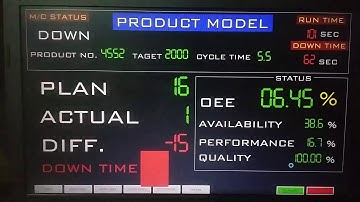 M/C STATUS
PRODUCT MODEL
RUN TIME
DOWN
101 SEC
DOWN TIME
PRODUCT NO. 4552 TAGET 2000 CYCLE TIME 5.5
62 SEC
PLAN 16
STATUS
OEE 06.45 %
ACTUAL 1
AVAILABILITY 38.6 %
DIFF. -15
PERFORMANCE 16.7 %
DOWN TIME
QUALITY 100.00 %